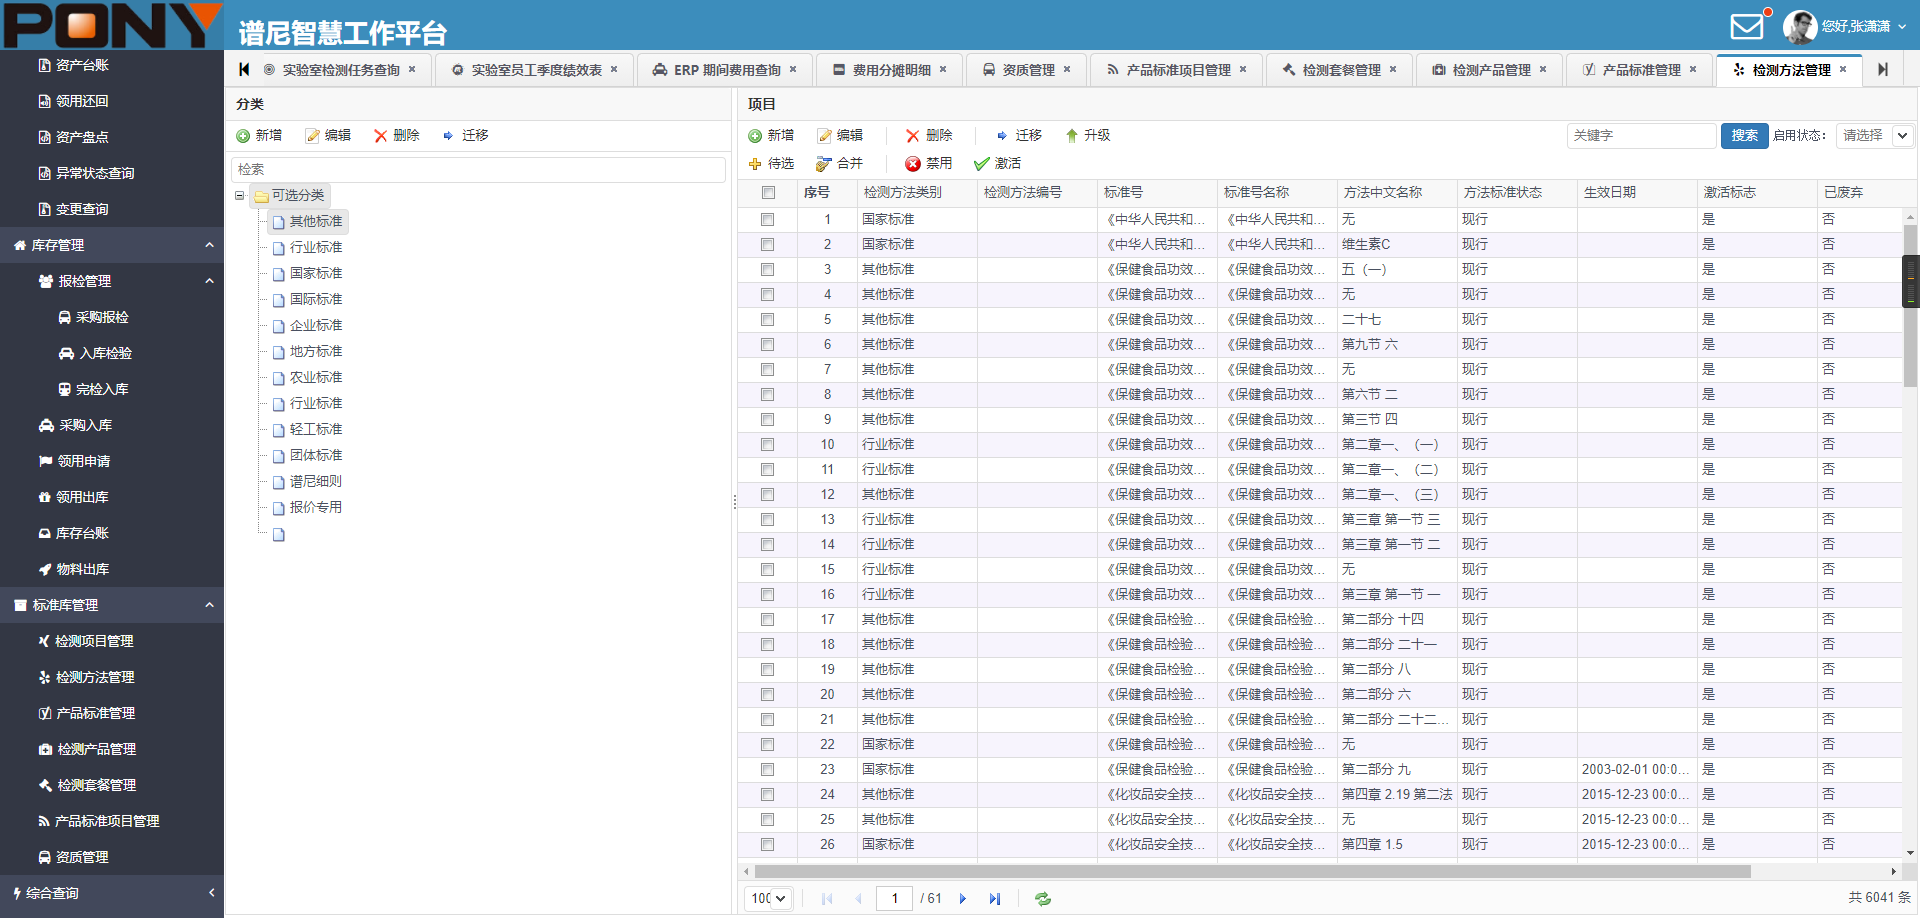 PONY
谱尼智慧工作平台
您好,张潇潇
资产台账
领用还回
资产盘点
异常状态查询
变更查询
库存管理
报检管理
采购报检
入库检验
完检入库
采购入库
领用申请
领用出库
库存台账
物料出库
标准库管理
检测项目管理
检测方法管理
产品标准管理
检测产品管理
检测套餐管理
产品标准项目管理
资质管理
综合查询
实验室检测任务查询 × 实验室员工季度绩效表 × ERP 期间费用查询 × 费用分摊明细 × 资质管理 × 产品标准项目管理 × 检测套餐管理 × 检测产品管理 × 产品标准管理 × 检测方法管理 ×
分类
新增 编辑 删除 迁移
检索
可选分类
其他标准
行业标准
国家标准
国际标准
企业标准
地方标准
农业标准
行业标准
轻工标准
团体标准
谱尼细则
报价专用
项目
新增 编辑 删除 迁移 升级
关键字 搜索 启用状态： 请选择
待选 合并 禁用 激活
序号 检测方法类别 检测方法编号 标准号 标准号名称 方法中文名称 方法标准状态 生效日期 激活标志 已废弃
1 国家标准 《中华人民共和... 《中华人民共和... 无 现行 是 否
2 国家标准 《中华人民共和... 《中华人民共和... 维生素C 现行 是 否
3 其他标准 《保健食品功效... 《保健食品功效... 五（一） 现行 是 否
4 其他标准 《保健食品功效... 《保健食品功效... 无 现行 是 否
5 其他标准 《保健食品功效... 《保健食品功效... 二十七 现行 是 否
6 其他标准 《保健食品功效... 《保健食品功效... 第九节 六 现行 是 否
7 其他标准 《保健食品功效... 《保健食品功效... 无 现行 是 否
8 其他标准 《保健食品功效... 《保健食品功效... 第六节 二 现行 是 否
9 其他标准 《保健食品功效... 《保健食品功效... 第三节 四 现行 是 否
10 行业标准 《保健食品功效... 《保健食品功效... 第二章一、（一） 现行 是 否
11 行业标准 《保健食品功效... 《保健食品功效... 第二章一、（二） 现行 是 否
12 其他标准 《保健食品功效... 《保健食品功效... 第二章一、（三） 现行 是 否
13 行业标准 《保健食品功效... 《保健食品功效... 第三章 第一节 三 现行 是 否
14 行业标准 《保健食品功效... 《保健食品功效... 第三章 第一节 二 现行 是 否
15 行业标准 《保健食品功效... 《保健食品功效... 无 现行 是 否
16 行业标准 《保健食品功效... 《保健食品功效... 第三章 第一节 一 现行 是 否
17 其他标准 《保健食品检验... 《保健食品检验... 第二部分 十四 现行 是 否
18 其他标准 《保健食品检验... 《保健食品检验... 第二部分 二十一 现行 是 否
19 其他标准 《保健食品检验... 《保健食品检验... 第二部分 八 现行 是 否
20 其他标准 《保健食品检验... 《保健食品检验... 第二部分 六 现行 是 否
21 其他标准 《保健食品检验... 《保健食品检验... 第二部分 二十二... 现行 是 否
22 国家标准 《保健食品检验... 《保健食品检验... 无 现行 是 否
23 国家标准 《保健食品检验... 《保健食品检验... 第二部分 九 现行 2003-02-01 00:0... 是 否
24 其他标准 《化妆品安全技... 《化妆品安全技... 第四章 2.19 第二法 现行 2015-12-23 00:0... 是 否
25 其他标准 《化妆品安全技... 《化妆品安全技... 无 现行 2015-12-23 00:0... 是 否
26 国家标准 《化妆品安全技... 《化妆品安全技... 第四章 1.5 现行 2015-12-23 00:0... 是 否
100 1 / 61 共 6041 条